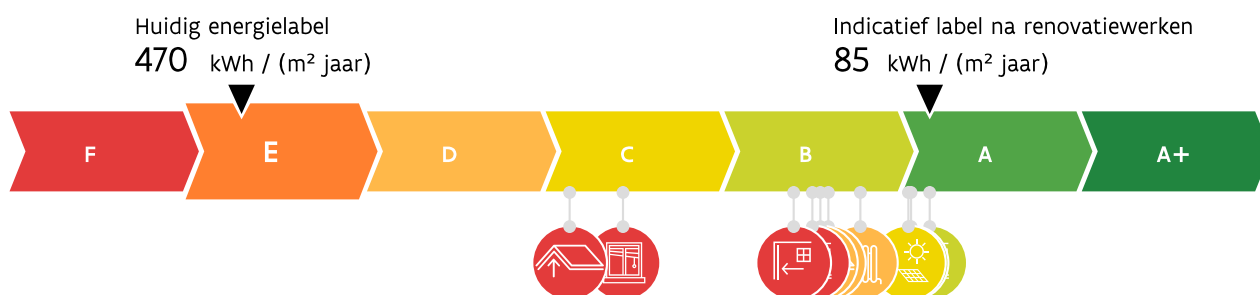 Huidig energielabel
470 kWh / (m² jaar)
Indicatief label na renovatiewerken
85 kWh / (m² jaar)
F E D C B A A+